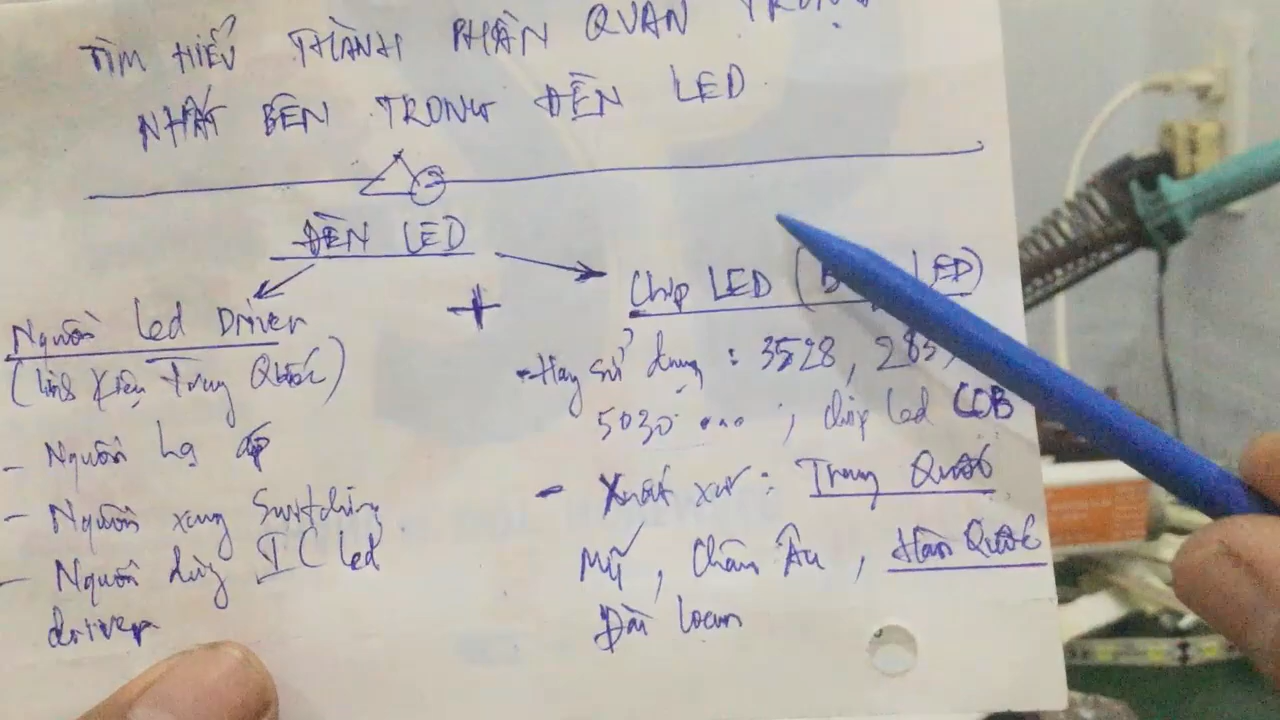 TÌM HIỂU THÀNH PHẦN QUAN TRỌNG
NHẤT BÊN TRONG ĐÈN LED
ĐÈN LED
Nguồn Led Driver
(linh kiện Trung Quốc)
- Nguồn hạ áp
- Nguồn xung Switching
- Nguồn dùng IC led
driver
+
Chip LED ( LED)
- Hay sử dụng : 3528,
5030 ... ; chip led COB
- Xuất xứ : Trung Quốc
Mỹ, Châu Âu, Hàn Quốc
Đài Loan